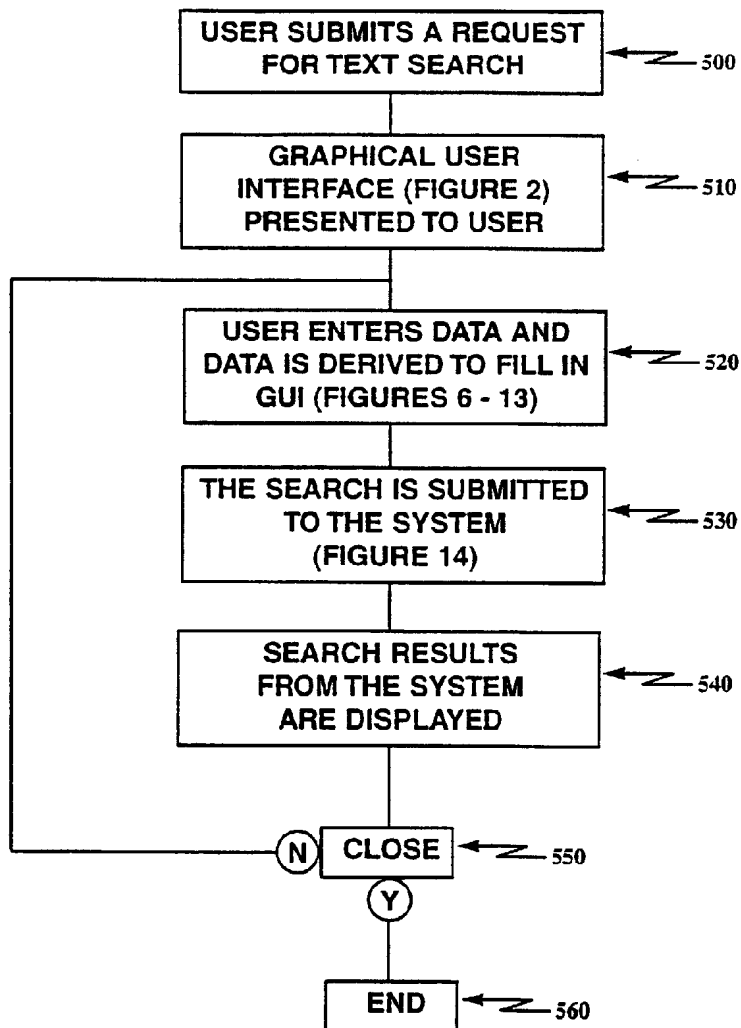 USER SUBMITS A REQUEST
FOR TEXT SEARCH
500
GRAPHICAL USER
INTERFACE (FIGURE 2)
PRESENTED TO USER
510
USER ENTERS DATA AND
DATA IS DERIVED TO FILL IN
GUI (FIGURES 6 - 13)
520
THE SEARCH IS SUBMITTED
TO THE SYSTEM
(FIGURE 14)
530
SEARCH RESULTS
FROM THE SYSTEM
ARE DISPLAYED
540
N
CLOSE
550
Y
END
560